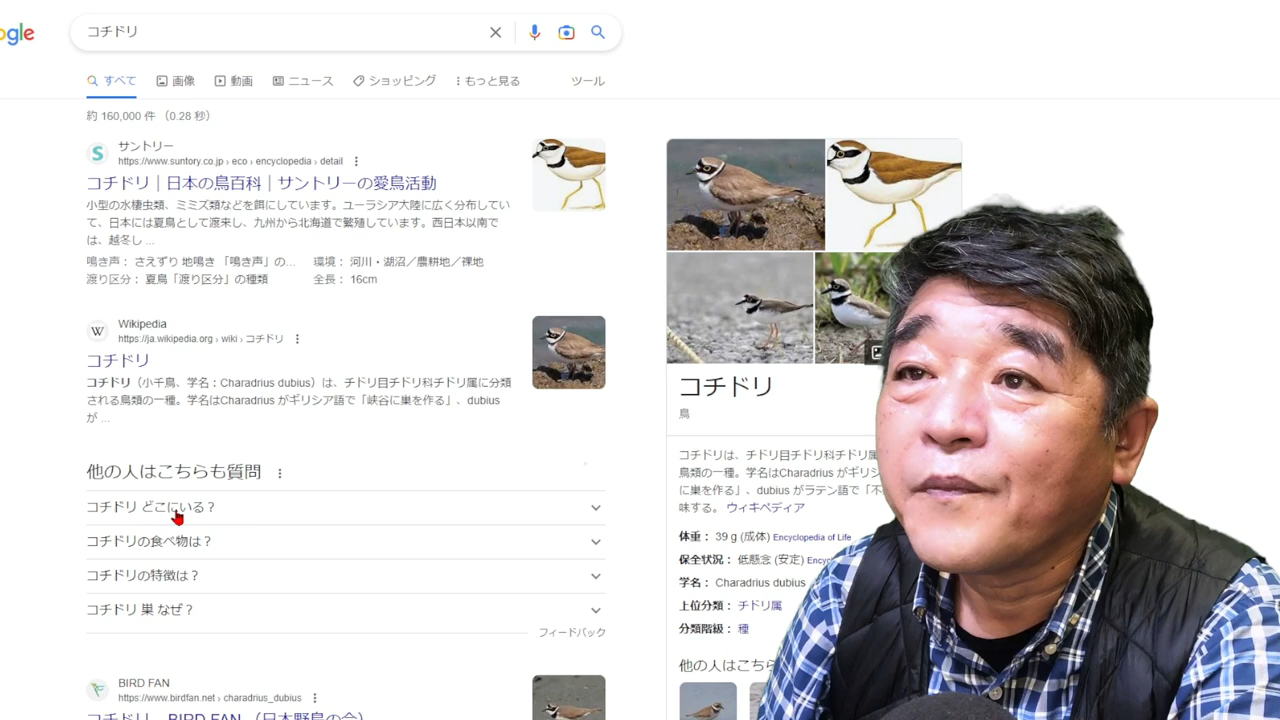 ogle
コチドリ
すべて 画像 動画 ニュース ショッピング もっと見る ツール
約 160,000 件 （0.28 秒）
サントリー
https://www.suntory.co.jp › eco › encyclopedia › detail
コチドリ｜日本の鳥百科｜サントリーの愛鳥活動
小型の水棲虫類、ミミズ類などを餌にしています。ユーラシア大陸に広く分布してい
て、日本には夏鳥として渡来し、九州から北海道で繁殖しています。西日本以南で
は、越冬し ...
鳴き声： さえずり 地鳴き 「鳴き声」の... 環境： 河川・湖沼／農耕地／裸地
渡り区分： 夏鳥「渡り区分」の種類 全長： 16cm
Wikipedia
https://ja.wikipedia.org › wiki › コチドリ
コチドリ
コチドリ（小千鳥、学名：Charadrius dubius）は、チドリ目チドリ科チドリ属に分類
される鳥類の一種。学名はCharadrius がギリシア語で「峡谷に巣を作る」、dubius
が ...
他の人はこちらも質問
コチドリ どこにいる？
コチドリの食べ物は？
コチドリの特徴は？
コチドリ 巣 なぜ？
フィードバック
BIRD FAN
https://www.birdfan.net › charadrius_dubius
コチドリ - BIRD FAN （日本野鳥の会）
コチドリ
鳥
コチドリは、チドリ目チドリ科チドリ属
鳥類の一種。学名はCharadrius がギリシ
に巣を作る」、dubius がラテン語で「不
味する。 ウィキペディア
体重： 39 g (成体) Encyclopedia of Life
保全状況： 低懸念 (安定) Ency
学名： Charadrius dubius
上位分類： チドリ属
分類階級： 種
他の人はこちら